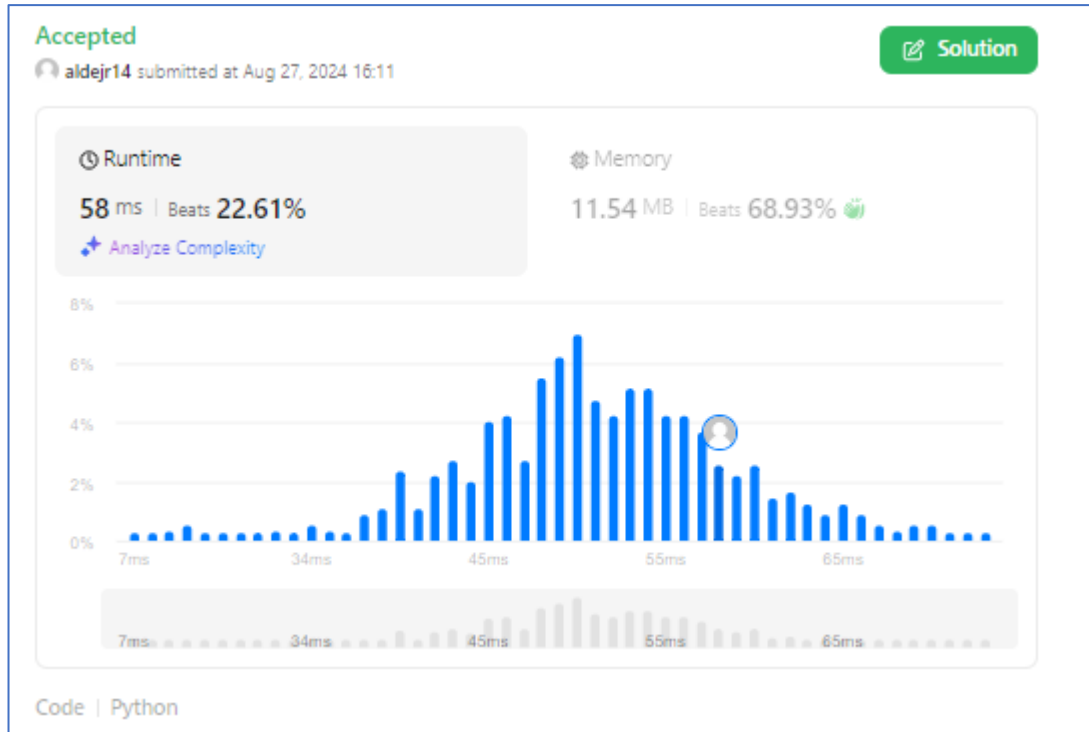 Accepted
Solution
aldejr14 submitted at Aug 27, 2024 16:11
Runtime
58 ms | Beats 22.61%
Analyze Complexity
Memory
11.54 MB | Beats 68.93%
8%
6%
4%
2%
0%
7ms 34ms 45ms 55ms 65ms
7ms 34ms 45ms 55ms 65ms
Code | Python